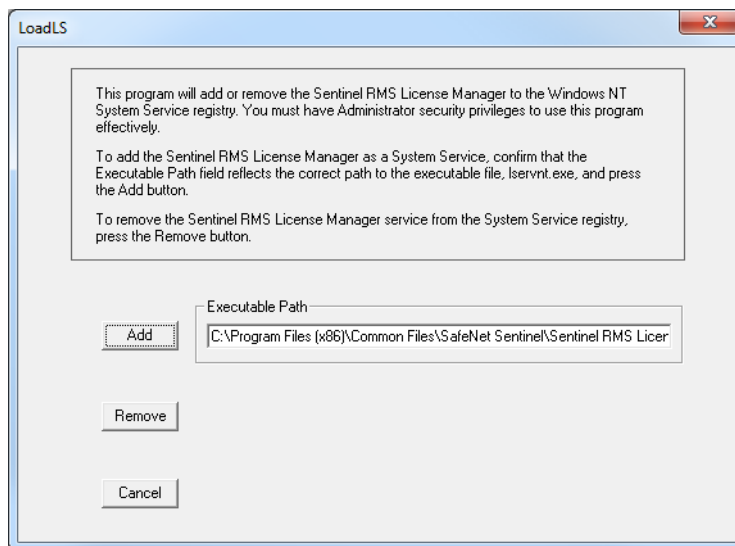 LoadLS
This program will add or remove the Sentinel RMS License Manager to the Windows NT
System Service registry. You must have Administrator security privileges to use this program
effectively.
To add the Sentinel RMS License Manager as a System Service, confirm that the
Executable Path field reflects the correct path to the executable file, lservnt.exe, and press
the Add button.
To remove the Sentinel RMS License Manager service from the System Service registry,
press the Remove button.
Executable Path
Add
C:\Program Files (x86)\Common Files\SafeNet Sentinel\Sentinel RMS Licen
Remove
Cancel